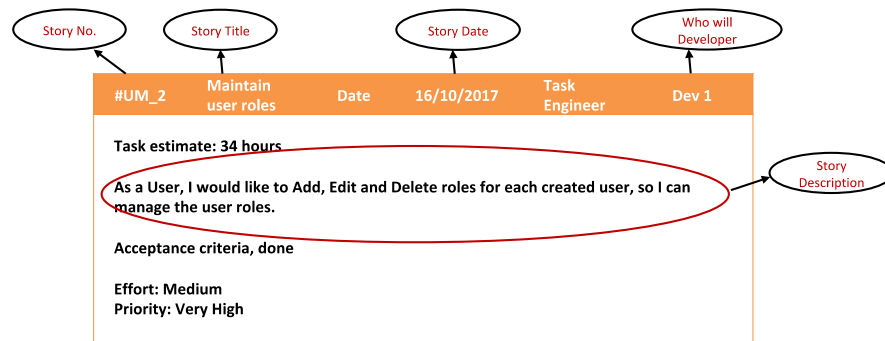 Story No.
Story Title
Story Date
Who will
Developer
#UM_2
Maintain
user roles
Date
16/10/2017
Task
Engineer
Dev 1
Task estimate: 34 hours
As a User, I would like to Add, Edit and Delete roles for each created user, so I can
manage the user roles.
Story
Description
Acceptance criteria, done
Effort: Medium
Priority: Very High